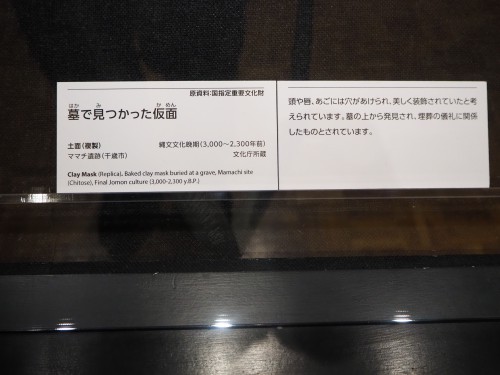 原資料:国指定重要文化財
はか み かめん
墓で見つかった仮面
土面(複製) 縄文文化晩期(3,000〜2,300年前)
ママチ遺跡(千歳市) 文化庁所蔵
Clay Mask (Replica), Baked clay mask buried at a grave, Mamachi site
(Chitose), Final Jomon culture (3,000-2,300 y.B.P.)
頭や唇、あごには穴があけられ、美しく装飾されていたと考
えられています。墓の上から発見され、埋葬の儀礼に関係
したものとされています。